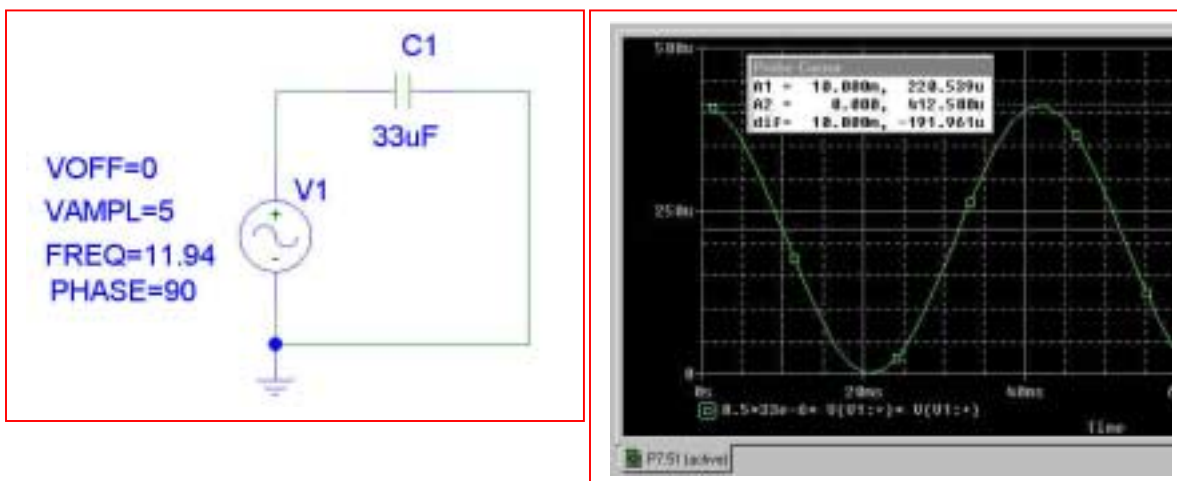 C1
33uF
VOFF=0
VAMPL=5
FREQ=11.94
PHASE=90
V1
+
-
500u
Probe Cursor
A1 = 10.000m, 220.539u
A2 = 0.000, 412.500u
dif= 10.000m, -191.961u
250u
0
0s 20ms 40ms
0.5*33e-6* V(V1:+)* V(V1:+)
Time
P7.51 (active)